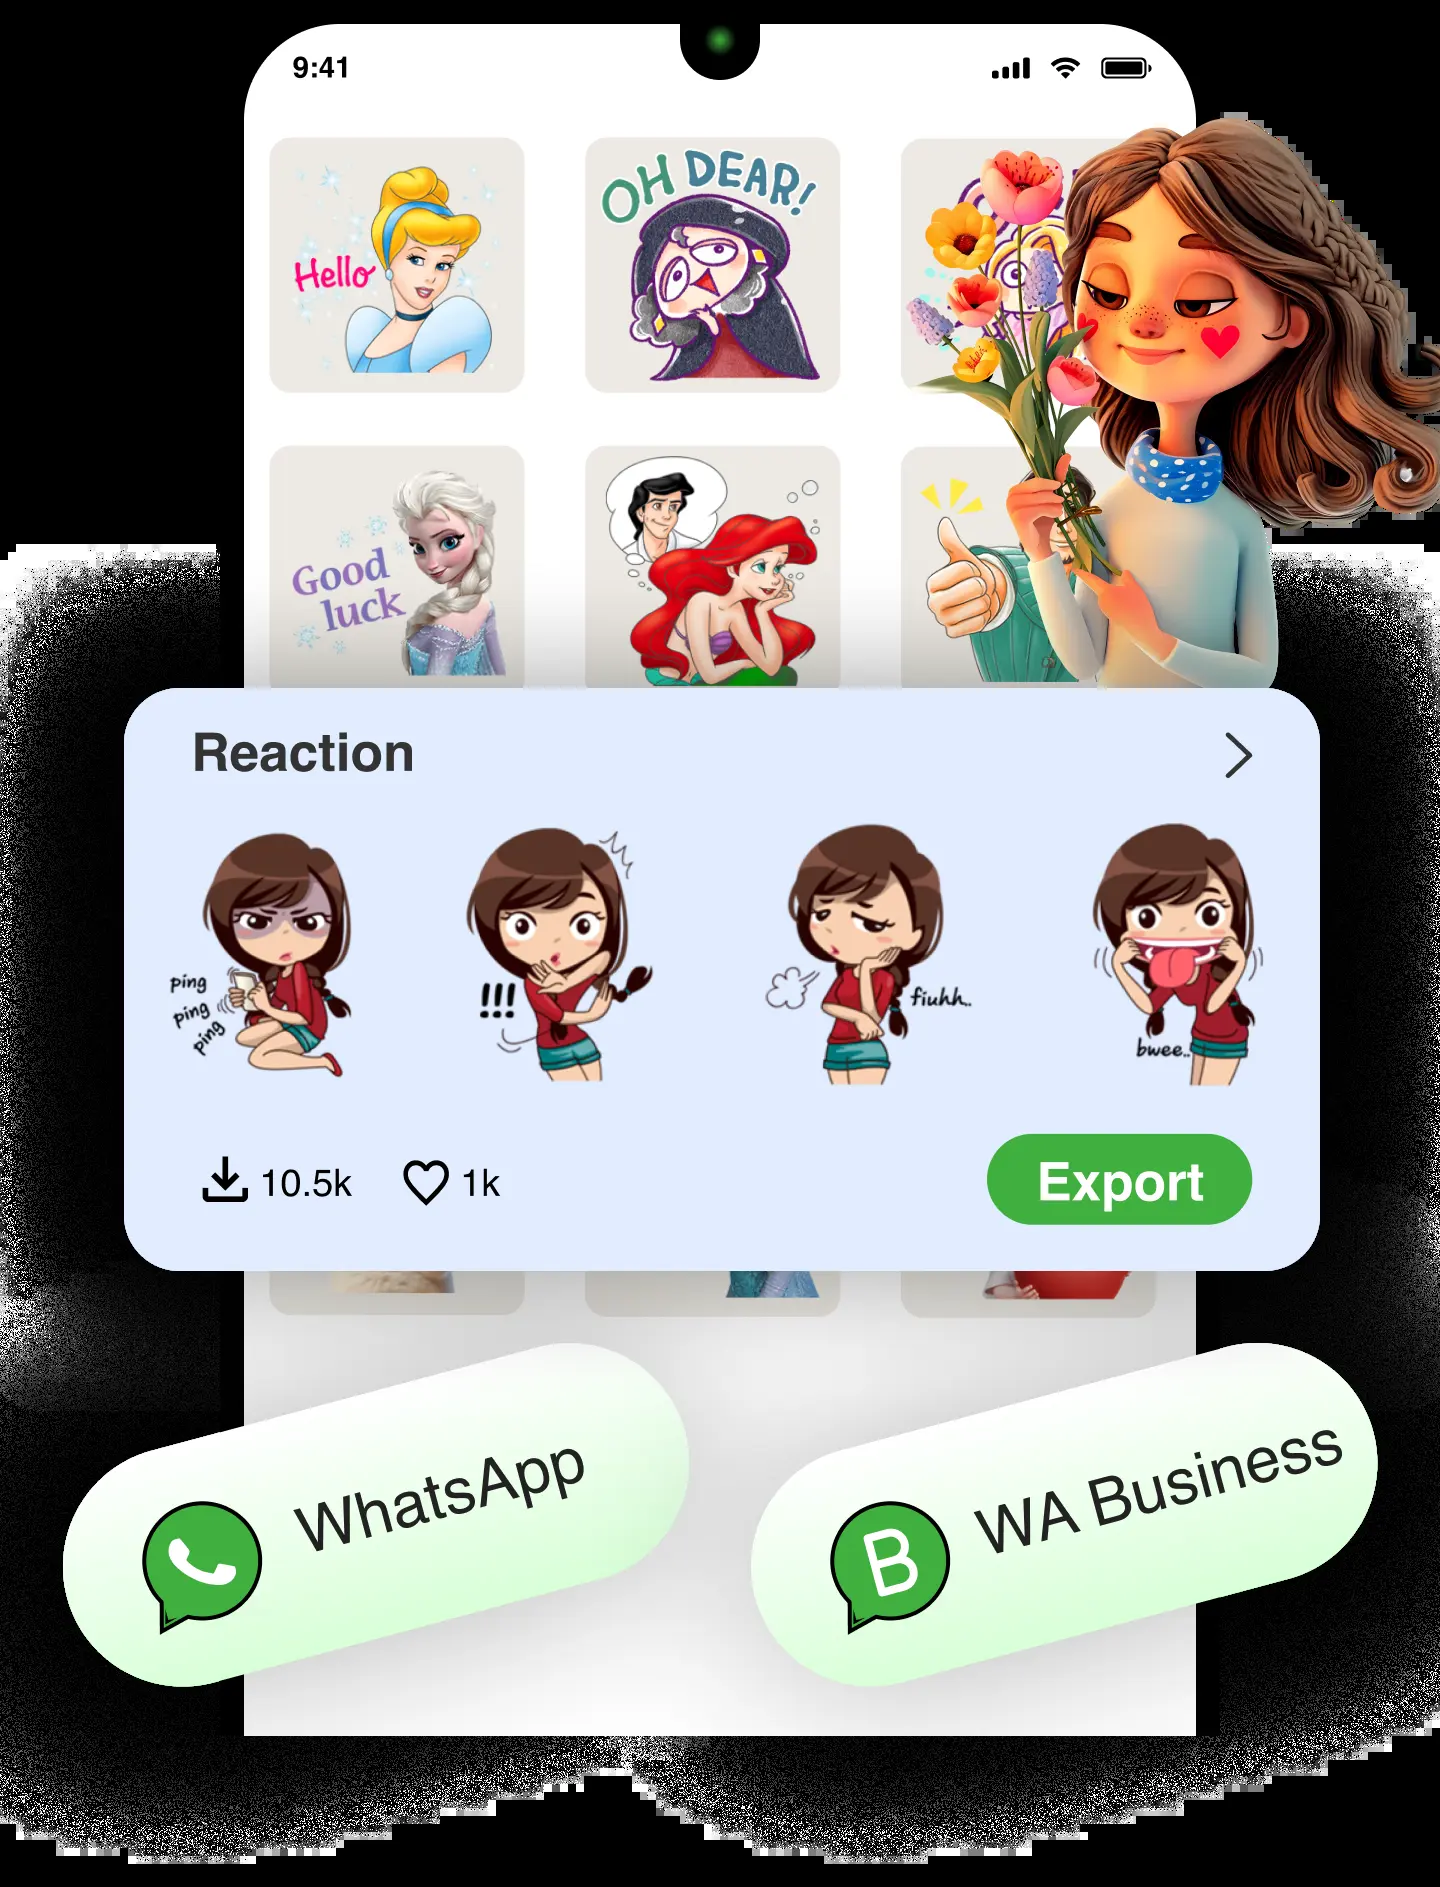 9:41
Hello
OH DEAR!
Good
luck
Reaction
ping
ping
ping
!!!
fiuhh..
bwee..
10.5k
1k
Export
WhatsApp
B
WA Business